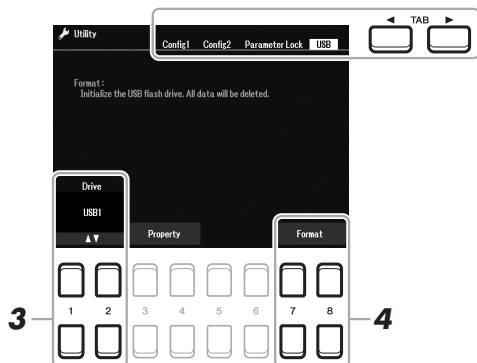 Utility
Config1 Config2 Parameter Lock USB
◄ TAB ►
Format:
Initialize the USB flash drive. All data will be deleted.
Drive
USB1
▲▼
Property
Format
1 2 3 4 5 6 7 8
3
4